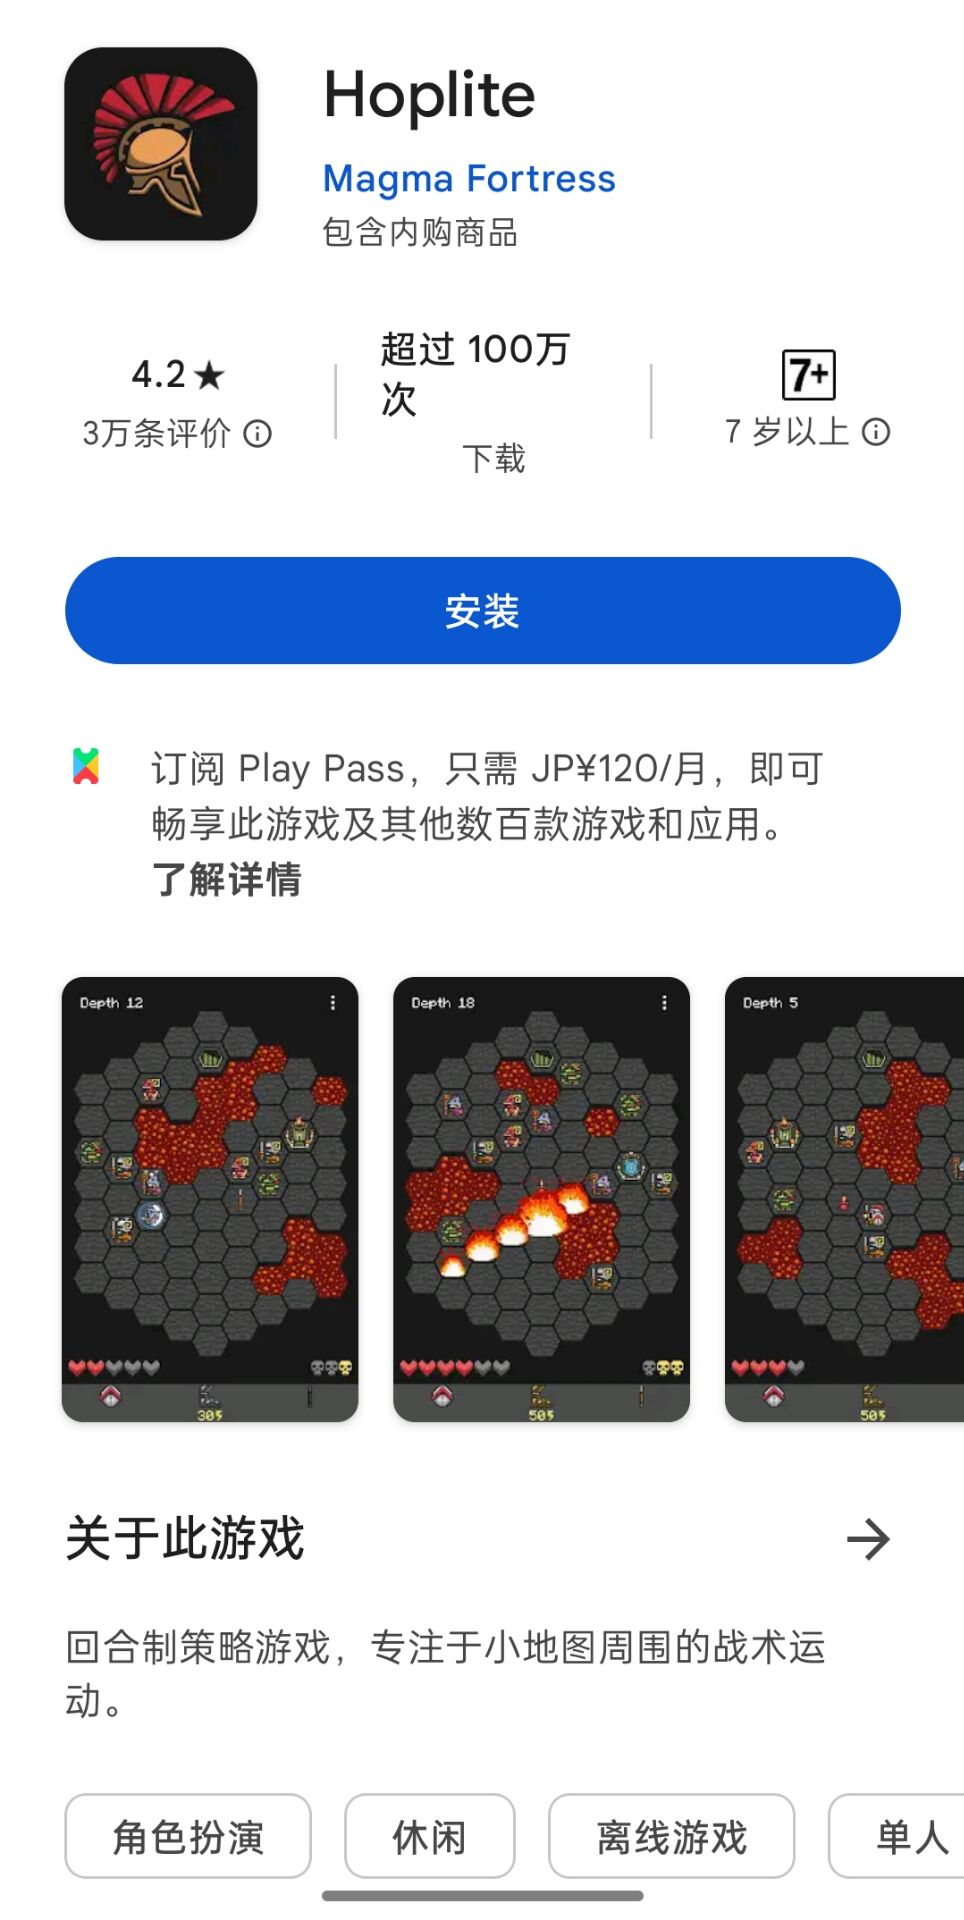 Hoplite
Magma Fortress
包含内购商品
4.2★
3万条评价
超过 100万
次
下载
7+
7 岁以上
安装
订阅 Play Pass，只需 JP¥120/月，即可
畅享此游戏及其他数百款游戏和应用。
了解详情
Depth 12
30
Depth 18
50
Depth 5
50
关于此游戏
回合制策略游戏，专注于小地图周围的战术运
动。
角色扮演
休闲
离线游戏
单人